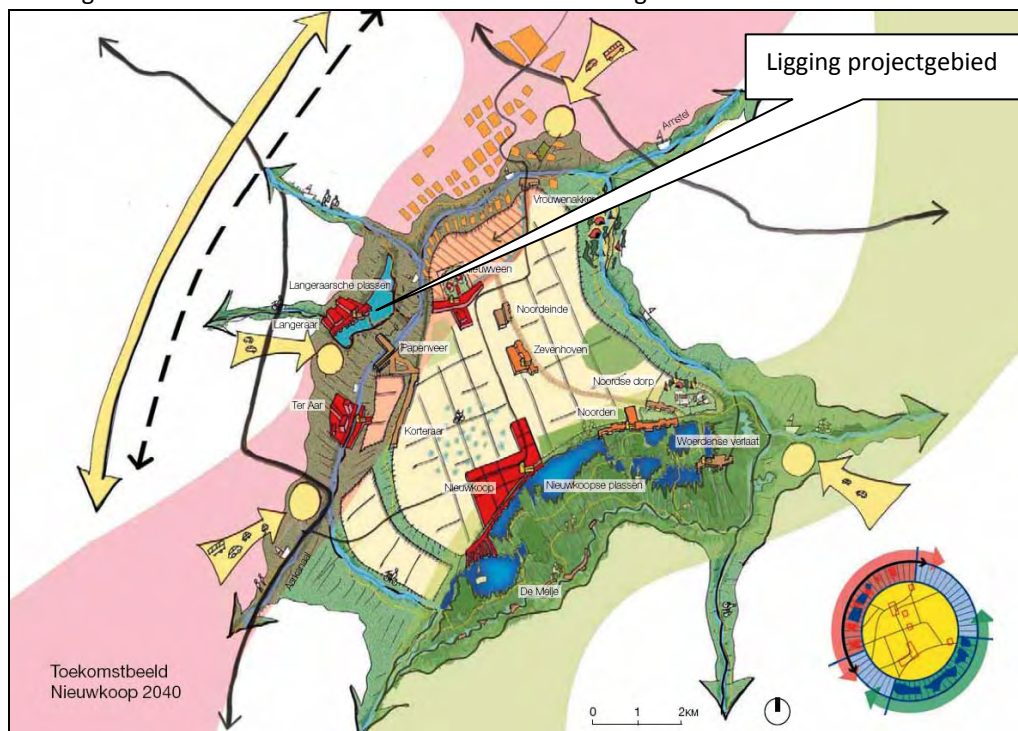 Ligging projectgebied
Amstel
Vrouwenakker
Nieuwveen
Langeraarsche plassen
Langeraar
Noordeinde
Papenveer
Zevenhoven
Noordse dorp
Ter Aar
Noorden
Korteraar
Woerdense verlaat
Nieuwkoop
Nieuwkoopse plassen
De Meije
Toekomstbeeld
Nieuwkoop 2040
0 1 2KM